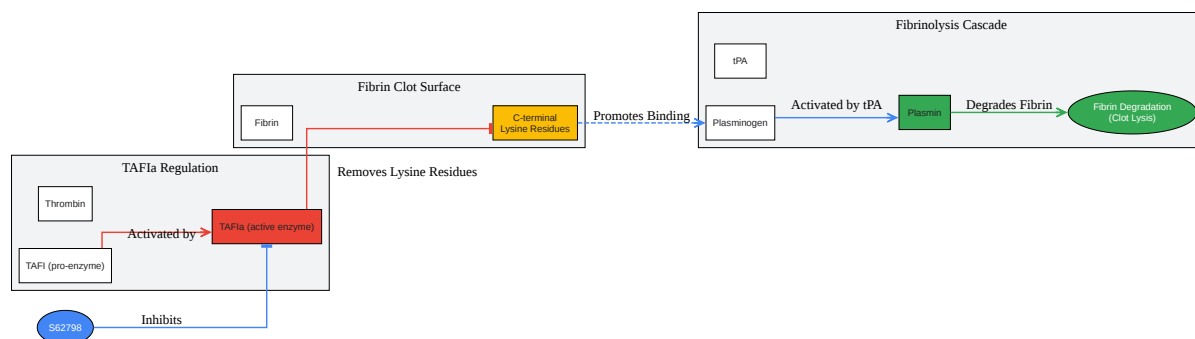 Fibrinolysis Cascade
tPA
Fibrin Clot Surface
Fibrin
C-terminal
Lysine Residues
Promotes Binding
Plasminogen
Activated by tPA
Plasmin
Degrades Fibrin
Fibrin Degradation
(Clot Lysis)
TAFIa Regulation
Removes Lysine Residues
Thrombin
TAFIa (active enzyme)
Activated by
TAFI (pro-enzyme)
S62798
Inhibits